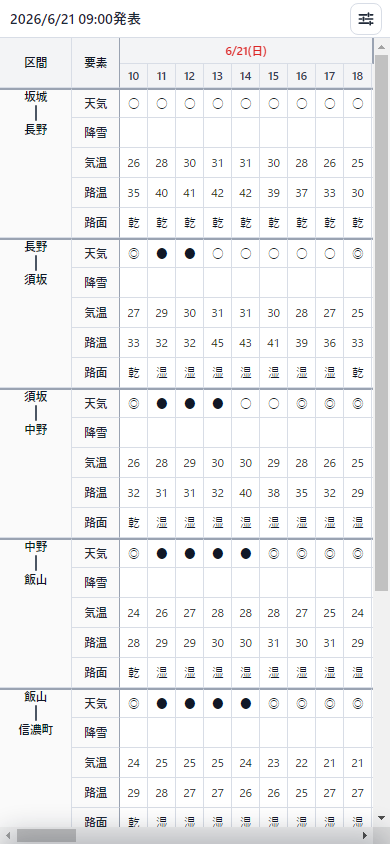 2026/6/21 09:00発表
区間 要素 6/21(日)
10 11 12 13 14 15 16 17 18
坂城｜長野 天気 ○ ○ ○ ○ ○ ○ ○ ○ ○
降雪
気温 26 28 30 31 31 30 28 26 25
路温 35 40 41 42 42 39 37 33 30
路面 乾 乾 乾 乾 乾 乾 乾 乾 乾
長野｜須坂 天気 ◎ ● ● ○ ○ ○ ○ ○ ◎
降雪
気温 27 29 30 31 31 30 28 27 25
路温 33 32 32 45 43 41 39 36 33
路面 乾 湿 湿 湿 湿 湿 湿 湿 乾
須坂｜中野 天気 ◎ ● ● ● ○ ○ ◎ ◎ ◎
降雪
気温 26 28 29 30 30 29 28 26 25
路温 32 31 31 32 40 38 35 32 29
路面 乾 湿 湿 湿 湿 湿 湿 湿 湿
中野｜飯山 天気 ◎ ● ● ● ● ◎ ◎ ◎ ◎
降雪
気温 24 26 27 28 28 28 27 25 24
路温 28 29 29 30 30 31 30 31 29
路面 乾 湿 湿 湿 湿 湿 湿 湿 湿
飯山｜信濃町 天気 ◎ ● ● ● ● ◎ ◎ ◎ ◎
降雪
気温 24 25 25 25 24 23 22 21 21
路温 29 28 27 27 26 26 25 27 27
路面 乾 湿 湿 湿 湿 湿 湿 湿 湿